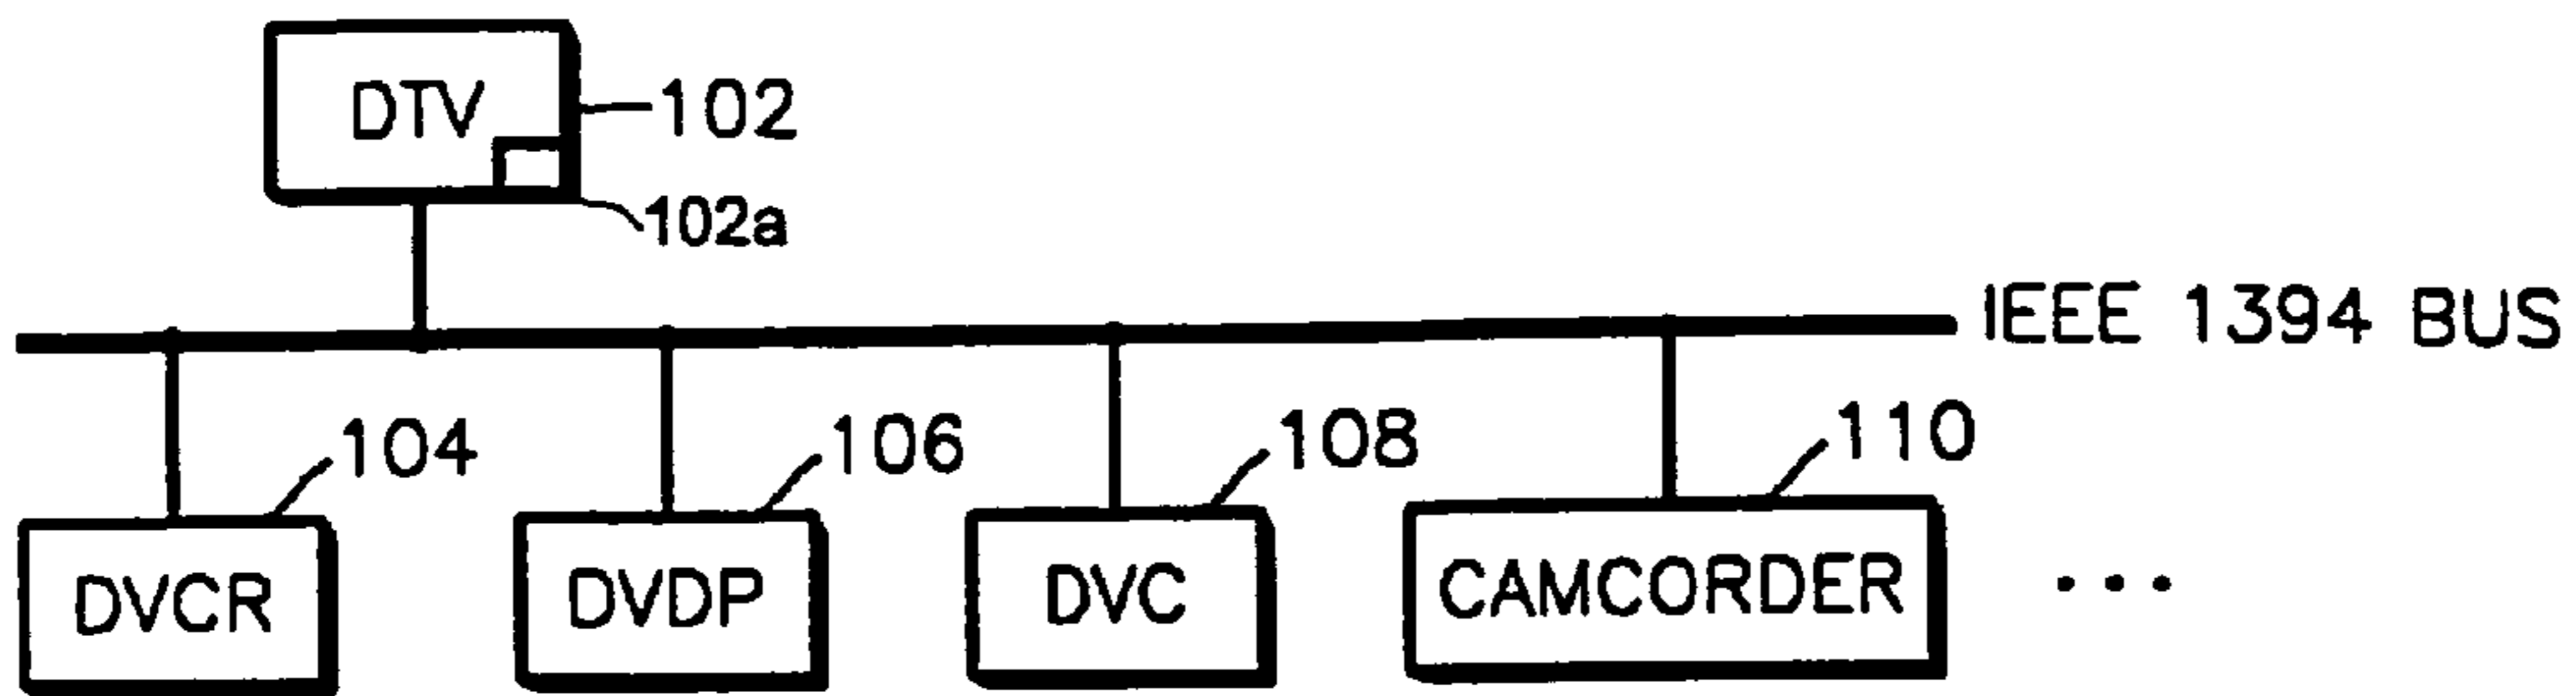 DTV
102
102a
IEEE 1394 BUS
104
106
108
110
DVCR
DVDP
DVC
CAMCORDER
...